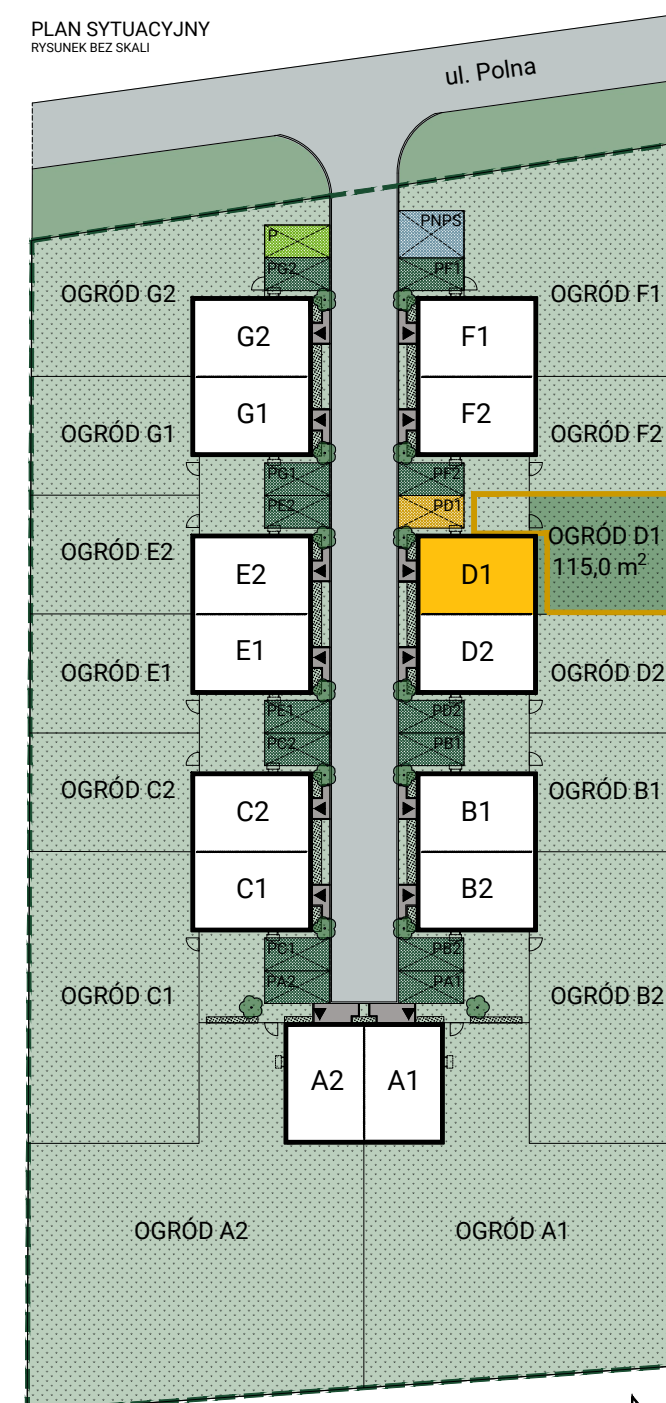 PLAN SYTUACYJNY
RYSUNEK BEZ SKALI
ul. Polna
P
PNPS
PG2
PF1
OGRÓD G2
OGRÓD F1
G2
F1
G1
F2
OGRÓD G1
OGRÓD F2
PG1
PF2
PE2
PD1
OGRÓD E2
OGRÓD D1
115,0 m²
E2
D1
E1
D2
OGRÓD E1
OGRÓD D2
PE1
PD2
PC2
PB1
OGRÓD C2
OGRÓD B1
C2
B1
C1
B2
PC1
PB2
PA2
PA1
OGRÓD C1
OGRÓD B2
A2
A1
OGRÓD A2
OGRÓD A1